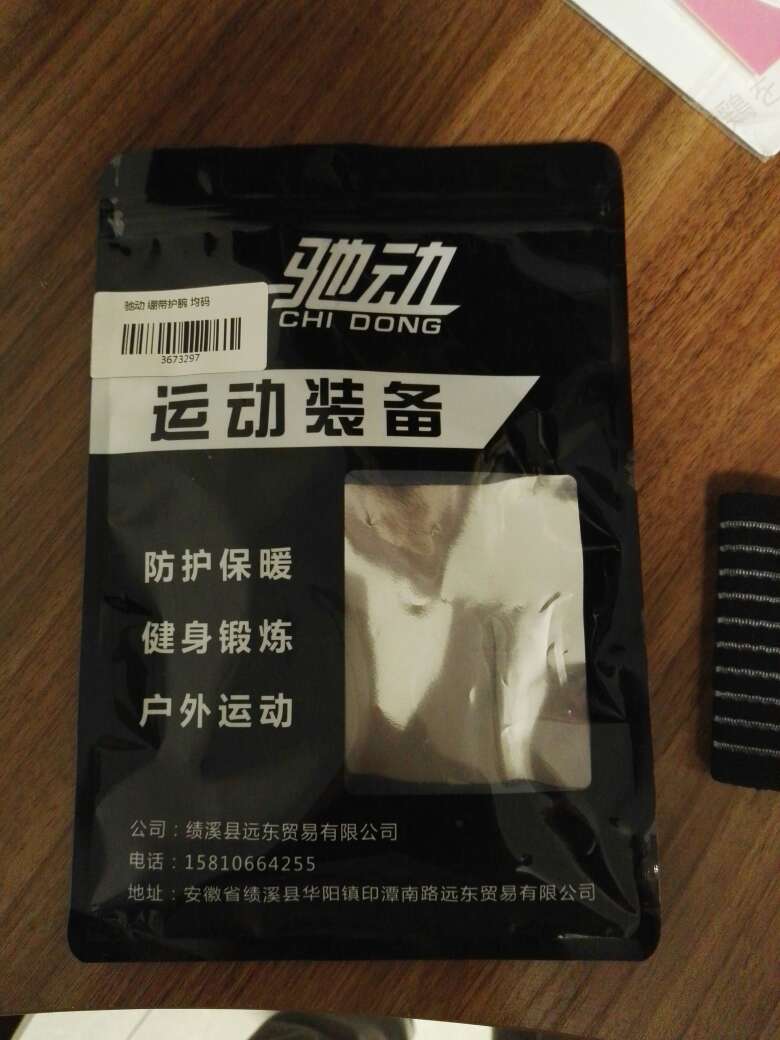 驰动
CHI DONG
驰动 绷带护腕 均码
3673297
运动装备
防护保暖
健身锻炼
户外运动
公司：绩溪县远东贸易有限公司
电话：15810664255
地址：安徽省绩溪县华阳镇印潭南路远东贸易有限公司